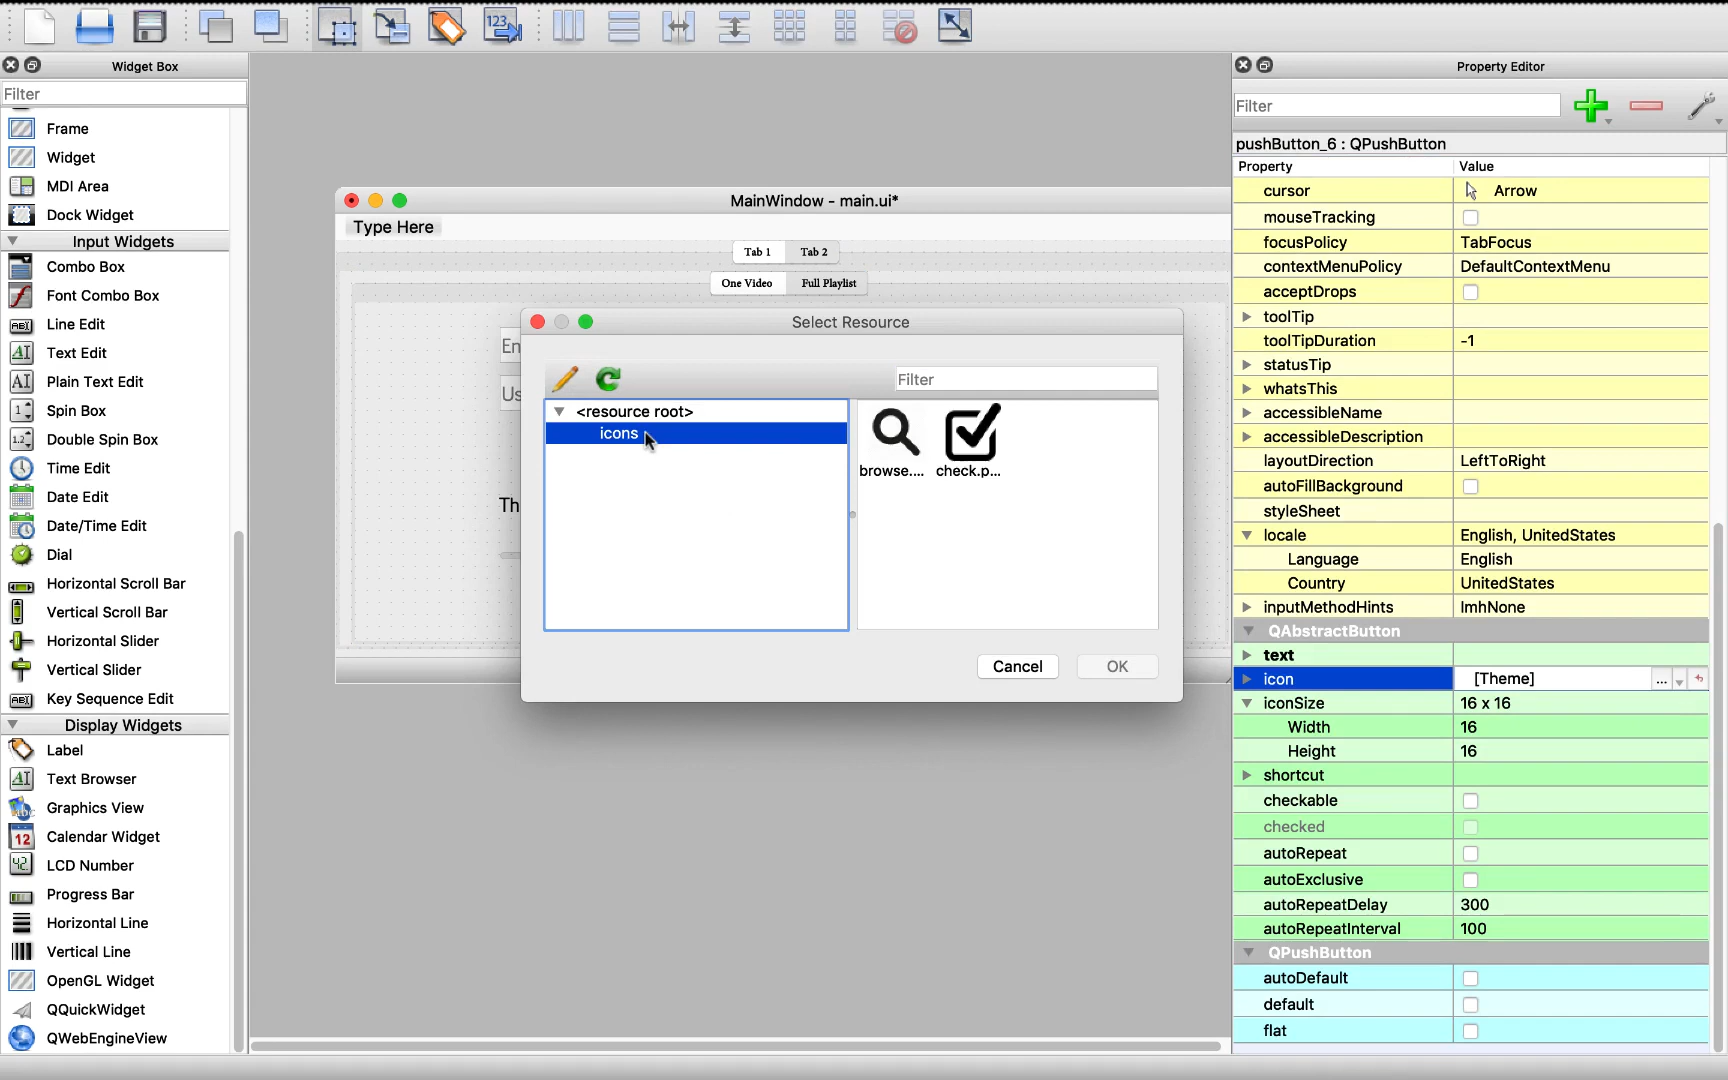 123
Widget Box
Filter
Frame
Widget
MDI Area
Dock Widget
Input Widgets
Combo Box
Font Combo Box
Line Edit
Text Edit
Plain Text Edit
Spin Box
Double Spin Box
Time Edit
Date Edit
Date/Time Edit
Dial
Horizontal Scroll Bar
Vertical Scroll Bar
Horizontal Slider
Vertical Slider
Key Sequence Edit
Display Widgets
Label
Text Browser
Graphics View
Calendar Widget
LCD Number
Progress Bar
Horizontal Line
Vertical Line
OpenGL Widget
QQuickWidget
QWebEngineView
MainWindow - main.ui*
Type Here
Tab 1 Tab 2
One Video Full Playlist
En
Us
Th
Select Resource
Filter
<resource root>
icons
browse.... check.p...
Cancel OK
Property Editor
Filter
pushButton_6 : QPushButton
Property Value
cursor Arrow
mouseTracking
focusPolicy TabFocus
contextMenuPolicy DefaultContextMenu
acceptDrops
toolTip
toolTipDuration -1
statusTip
whatsThis
accessibleName
accessibleDescription
layoutDirection LeftToRight
autoFillBackground
styleSheet
locale English, UnitedStates
Language English
Country UnitedStates
inputMethodHints ImhNone
QAbstractButton
text
icon [Theme] ...
iconSize 16 x 16
Width 16
Height 16
shortcut
checkable
checked
autoRepeat
autoExclusive
autoRepeatDelay 300
autoRepeatInterval 100
QPushButton
autoDefault
default
flat